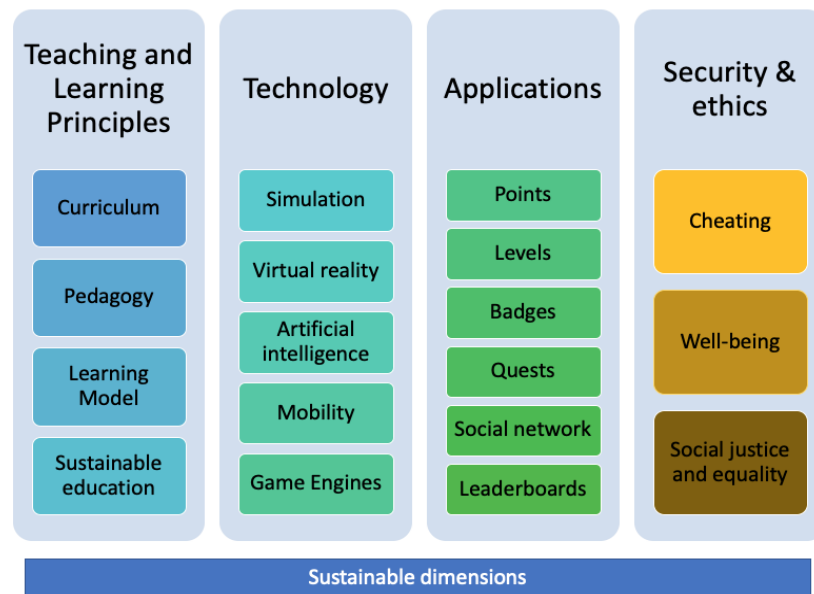 Teaching and
Learning
Principles
Curriculum
Pedagogy
Learning
Model
Sustainable
education
Technology
Simulation
Virtual reality
Artificial
intelligence
Mobility
Game Engines
Applications
Points
Levels
Badges
Quests
Social network
Leaderboards
Security &
ethics
Cheating
Well-being
Social justice
and equality
Sustainable dimensions